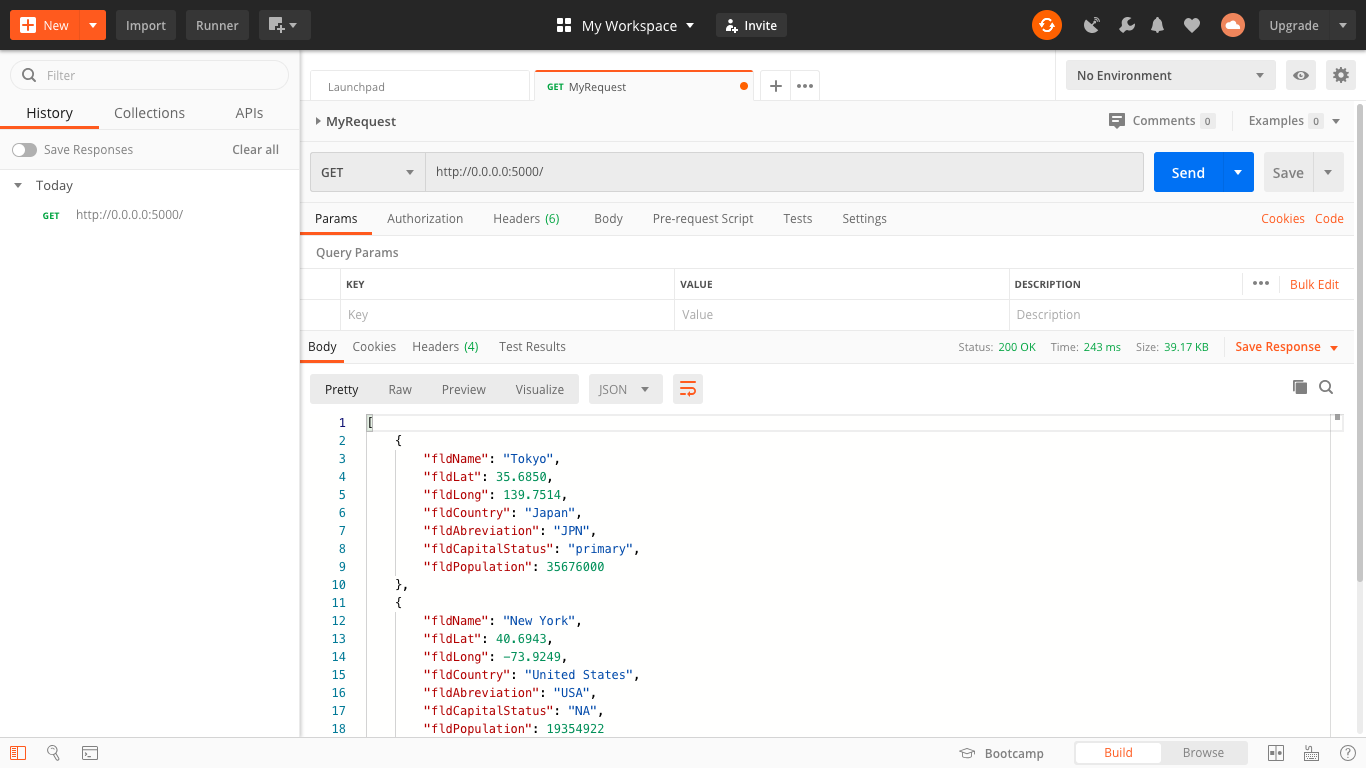 New Import Runner My Workspace Invite Upgrade
Filter
Launchpad GET MyRequest No Environment
History Collections APIs
MyRequest Comments 0 Examples 0
Save Responses Clear all
GET http://0.0.0.0:5000/ Send Save
Today
GET http://0.0.0.0:5000/
Params Authorization Headers (6) Body Pre-request Script Tests Settings Cookies Code
Query Params
KEY VALUE DESCRIPTION Bulk Edit
Key Value Description
Body Cookies Headers (4) Test Results Status: 200 OK Time: 243 ms Size: 39.17 KB Save Response
Pretty Raw Preview Visualize JSON
1 [
2 {
3 "fldName": "Tokyo",
4 "fldLat": 35.6850,
5 "fldLong": 139.7514,
6 "fldCountry": "Japan",
7 "fldAbreviation": "JPN",
8 "fldCapitalStatus": "primary",
9 "fldPopulation": 35676000
10 },
11 {
12 "fldName": "New York",
13 "fldLat": 40.6943,
14 "fldLong": -73.9249,
15 "fldCountry": "United States",
16 "fldAbreviation": "USA",
17 "fldCapitalStatus": "NA",
18 "fldPopulation": 19354922
Bootcamp Build Browse